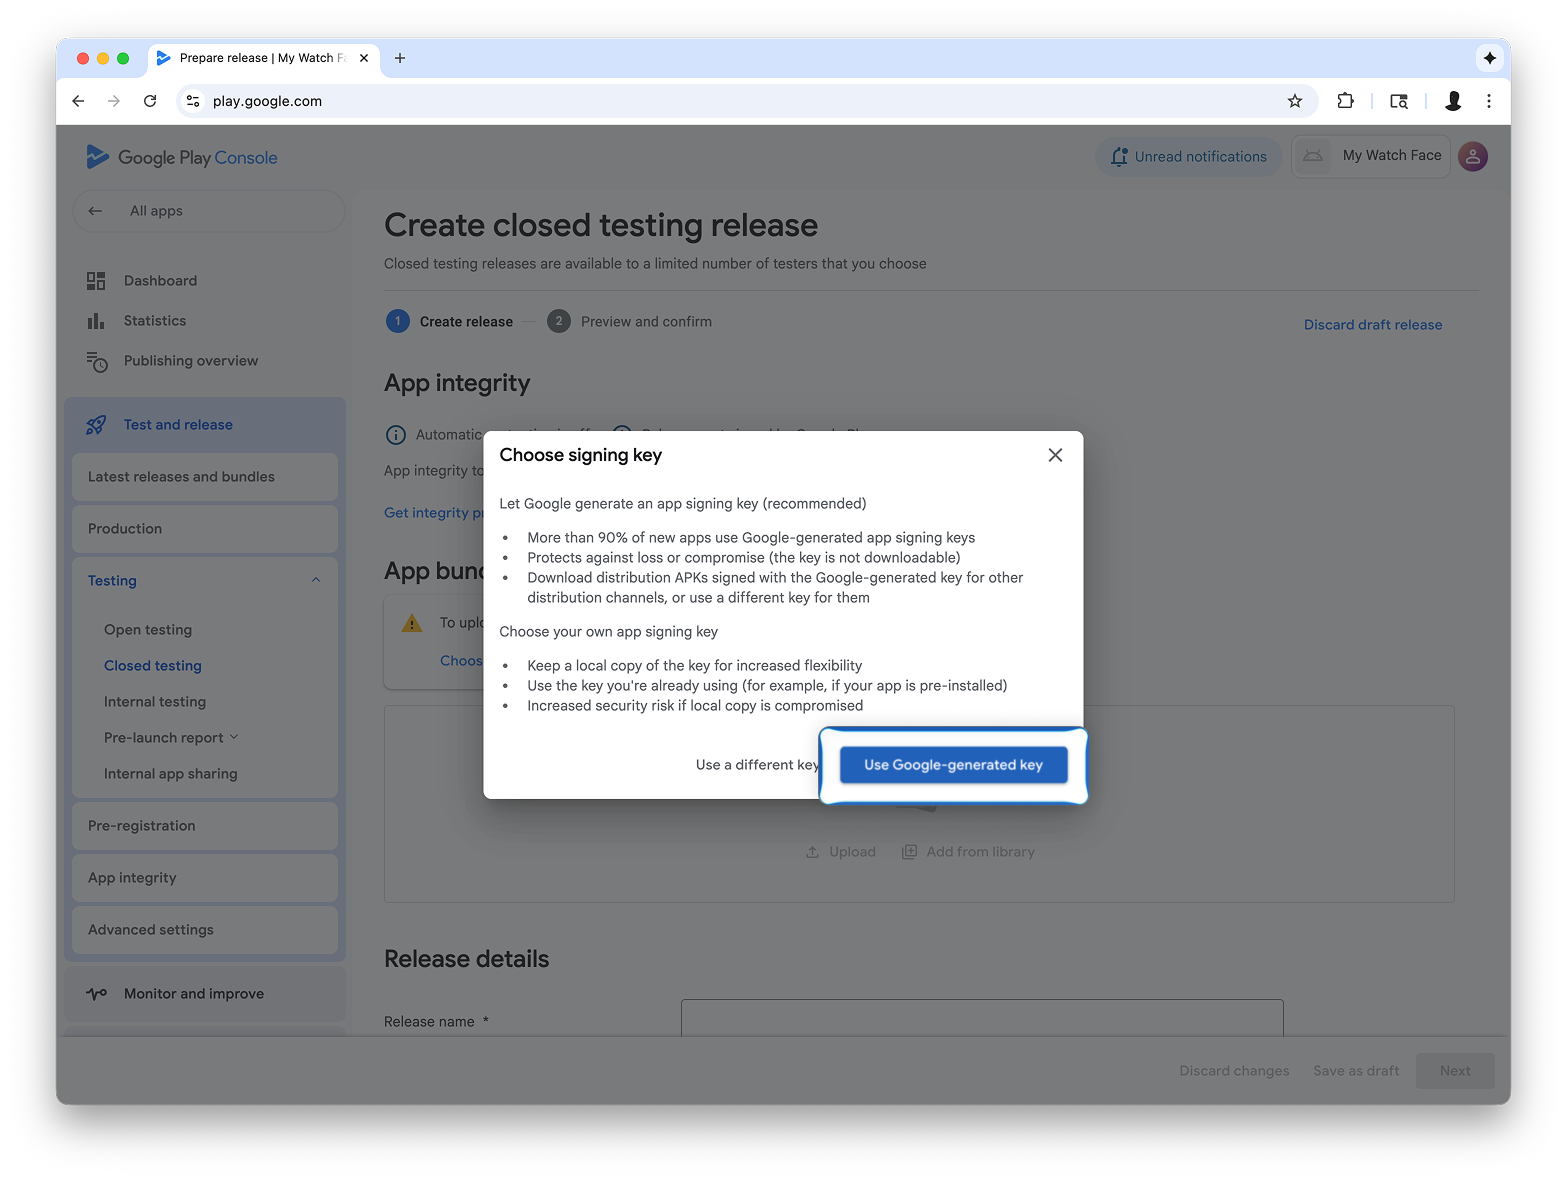 Prepare release | My Watch Fa
play.google.com
Google Play Console
Unread notifications
My Watch Face
All apps
Dashboard
Statistics
Publishing overview
Test and release
Latest releases and bundles
Production
Testing
Open testing
Closed testing
Internal testing
Pre-launch report
Internal app sharing
Pre-registration
App integrity
Advanced settings
Monitor and improve
Create closed testing release
Closed testing releases are available to a limited number of testers that you choose
1 Create release
2 Preview and confirm
Discard draft release
App integrity
Automatic
App integrity to
Get integrity pr
App bund
To uplo
Choos
Choose signing key
Let Google generate an app signing key (recommended)
• More than 90% of new apps use Google-generated app signing keys
• Protects against loss or compromise (the key is not downloadable)
• Download distribution APKs signed with the Google-generated key for other
distribution channels, or use a different key for them
Choose your own app signing key
• Keep a local copy of the key for increased flexibility
• Use the key you're already using (for example, if your app is pre-installed)
• Increased security risk if local copy is compromised
Use a different key
Use Google-generated key
Upload
Add from library
Release details
Release name *
Discard changes
Save as draft
Next